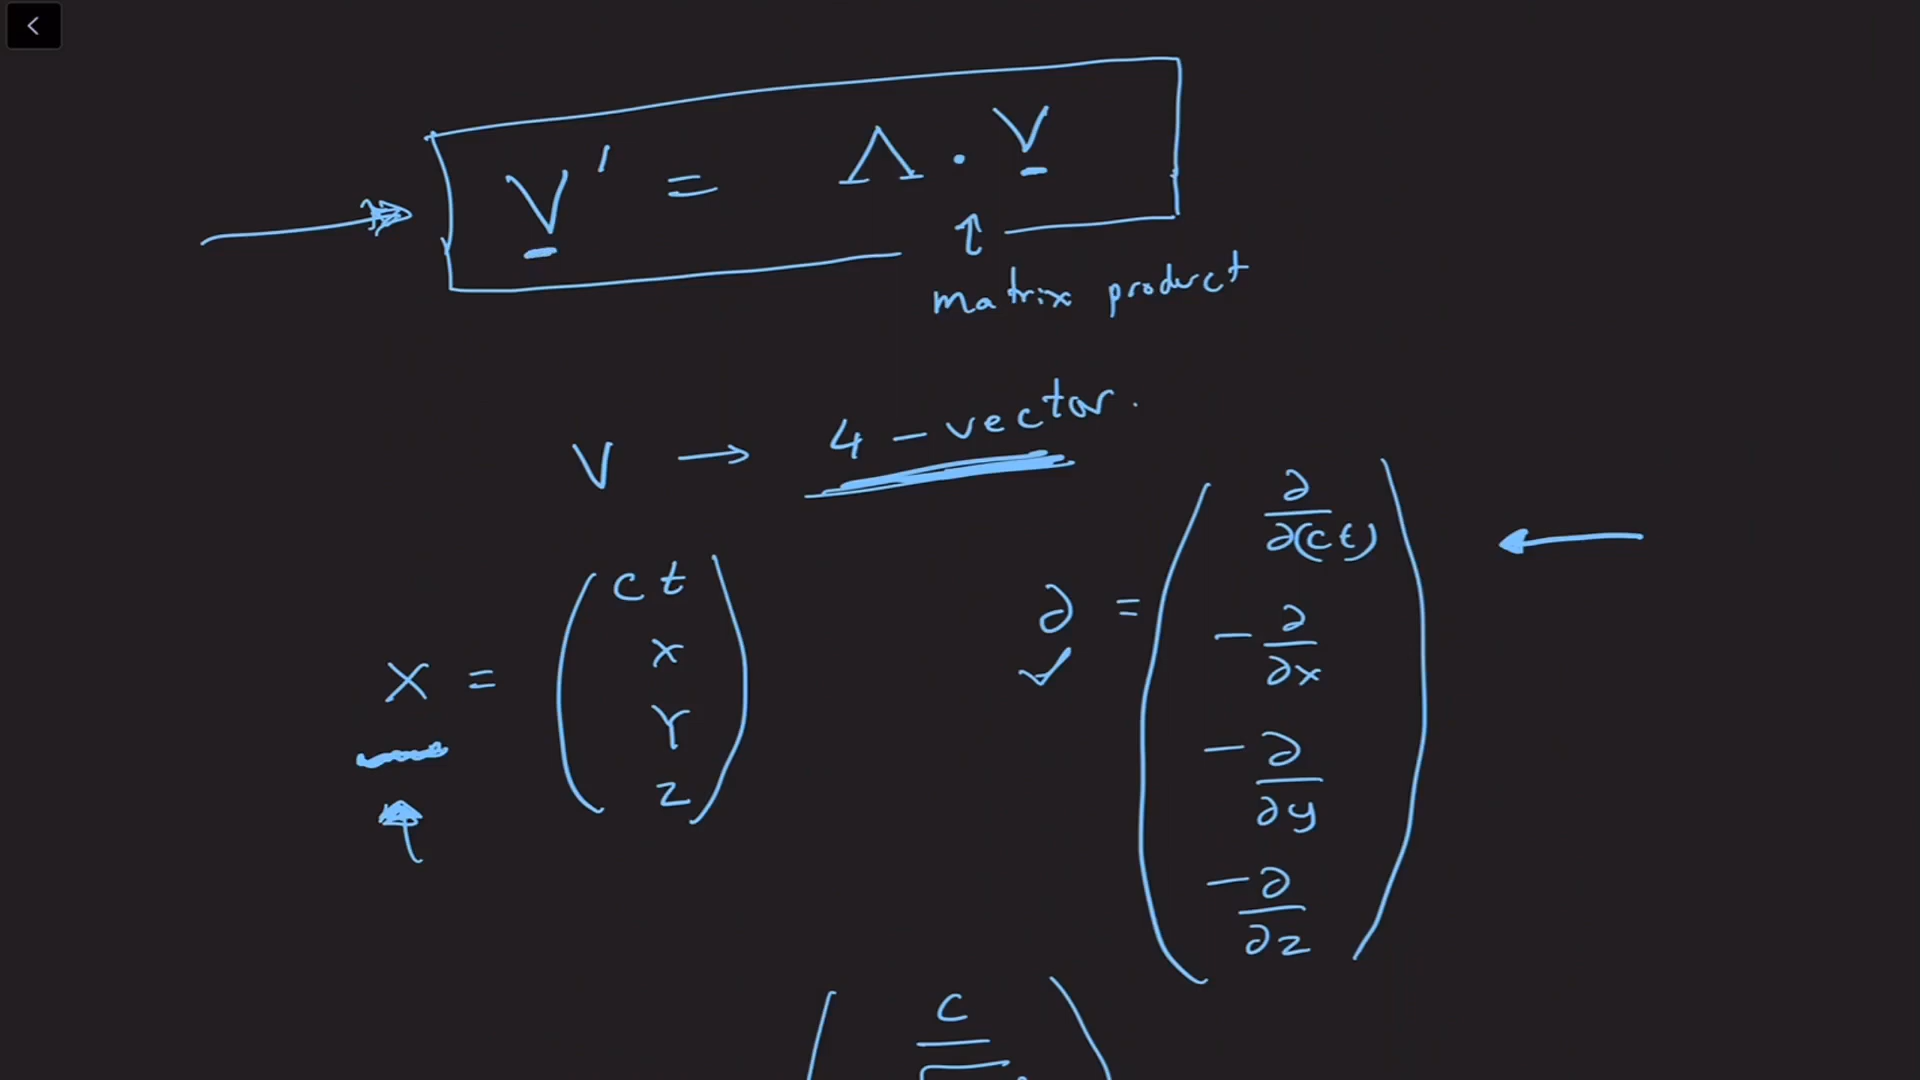 V' = Λ · V
↑
matrix product
V → 4 - vector.
x = ( ct x y z )
∂ = ( ∂/∂(ct) -∂/∂x -∂/∂y -∂/∂z )
c